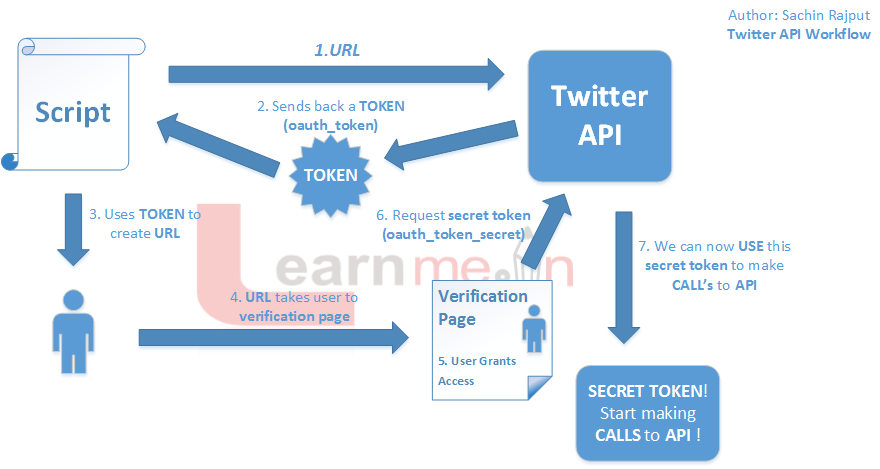 Author: Sachin Rajput
Twitter API Workflow
1.URL
Script
Twitter
API
2. Sends back a TOKEN
(oauth_token)
TOKEN
3. Uses TOKEN to
create URL
6. Request secret token
(oauth_token_secret)
7. We can now USE this
secret token to make
CALL's to API
Learnme.in
4. URL takes user to
verification page
Verification
Page
5. User Grants
Access
SECRET TOKEN!
Start making
CALLS to API !